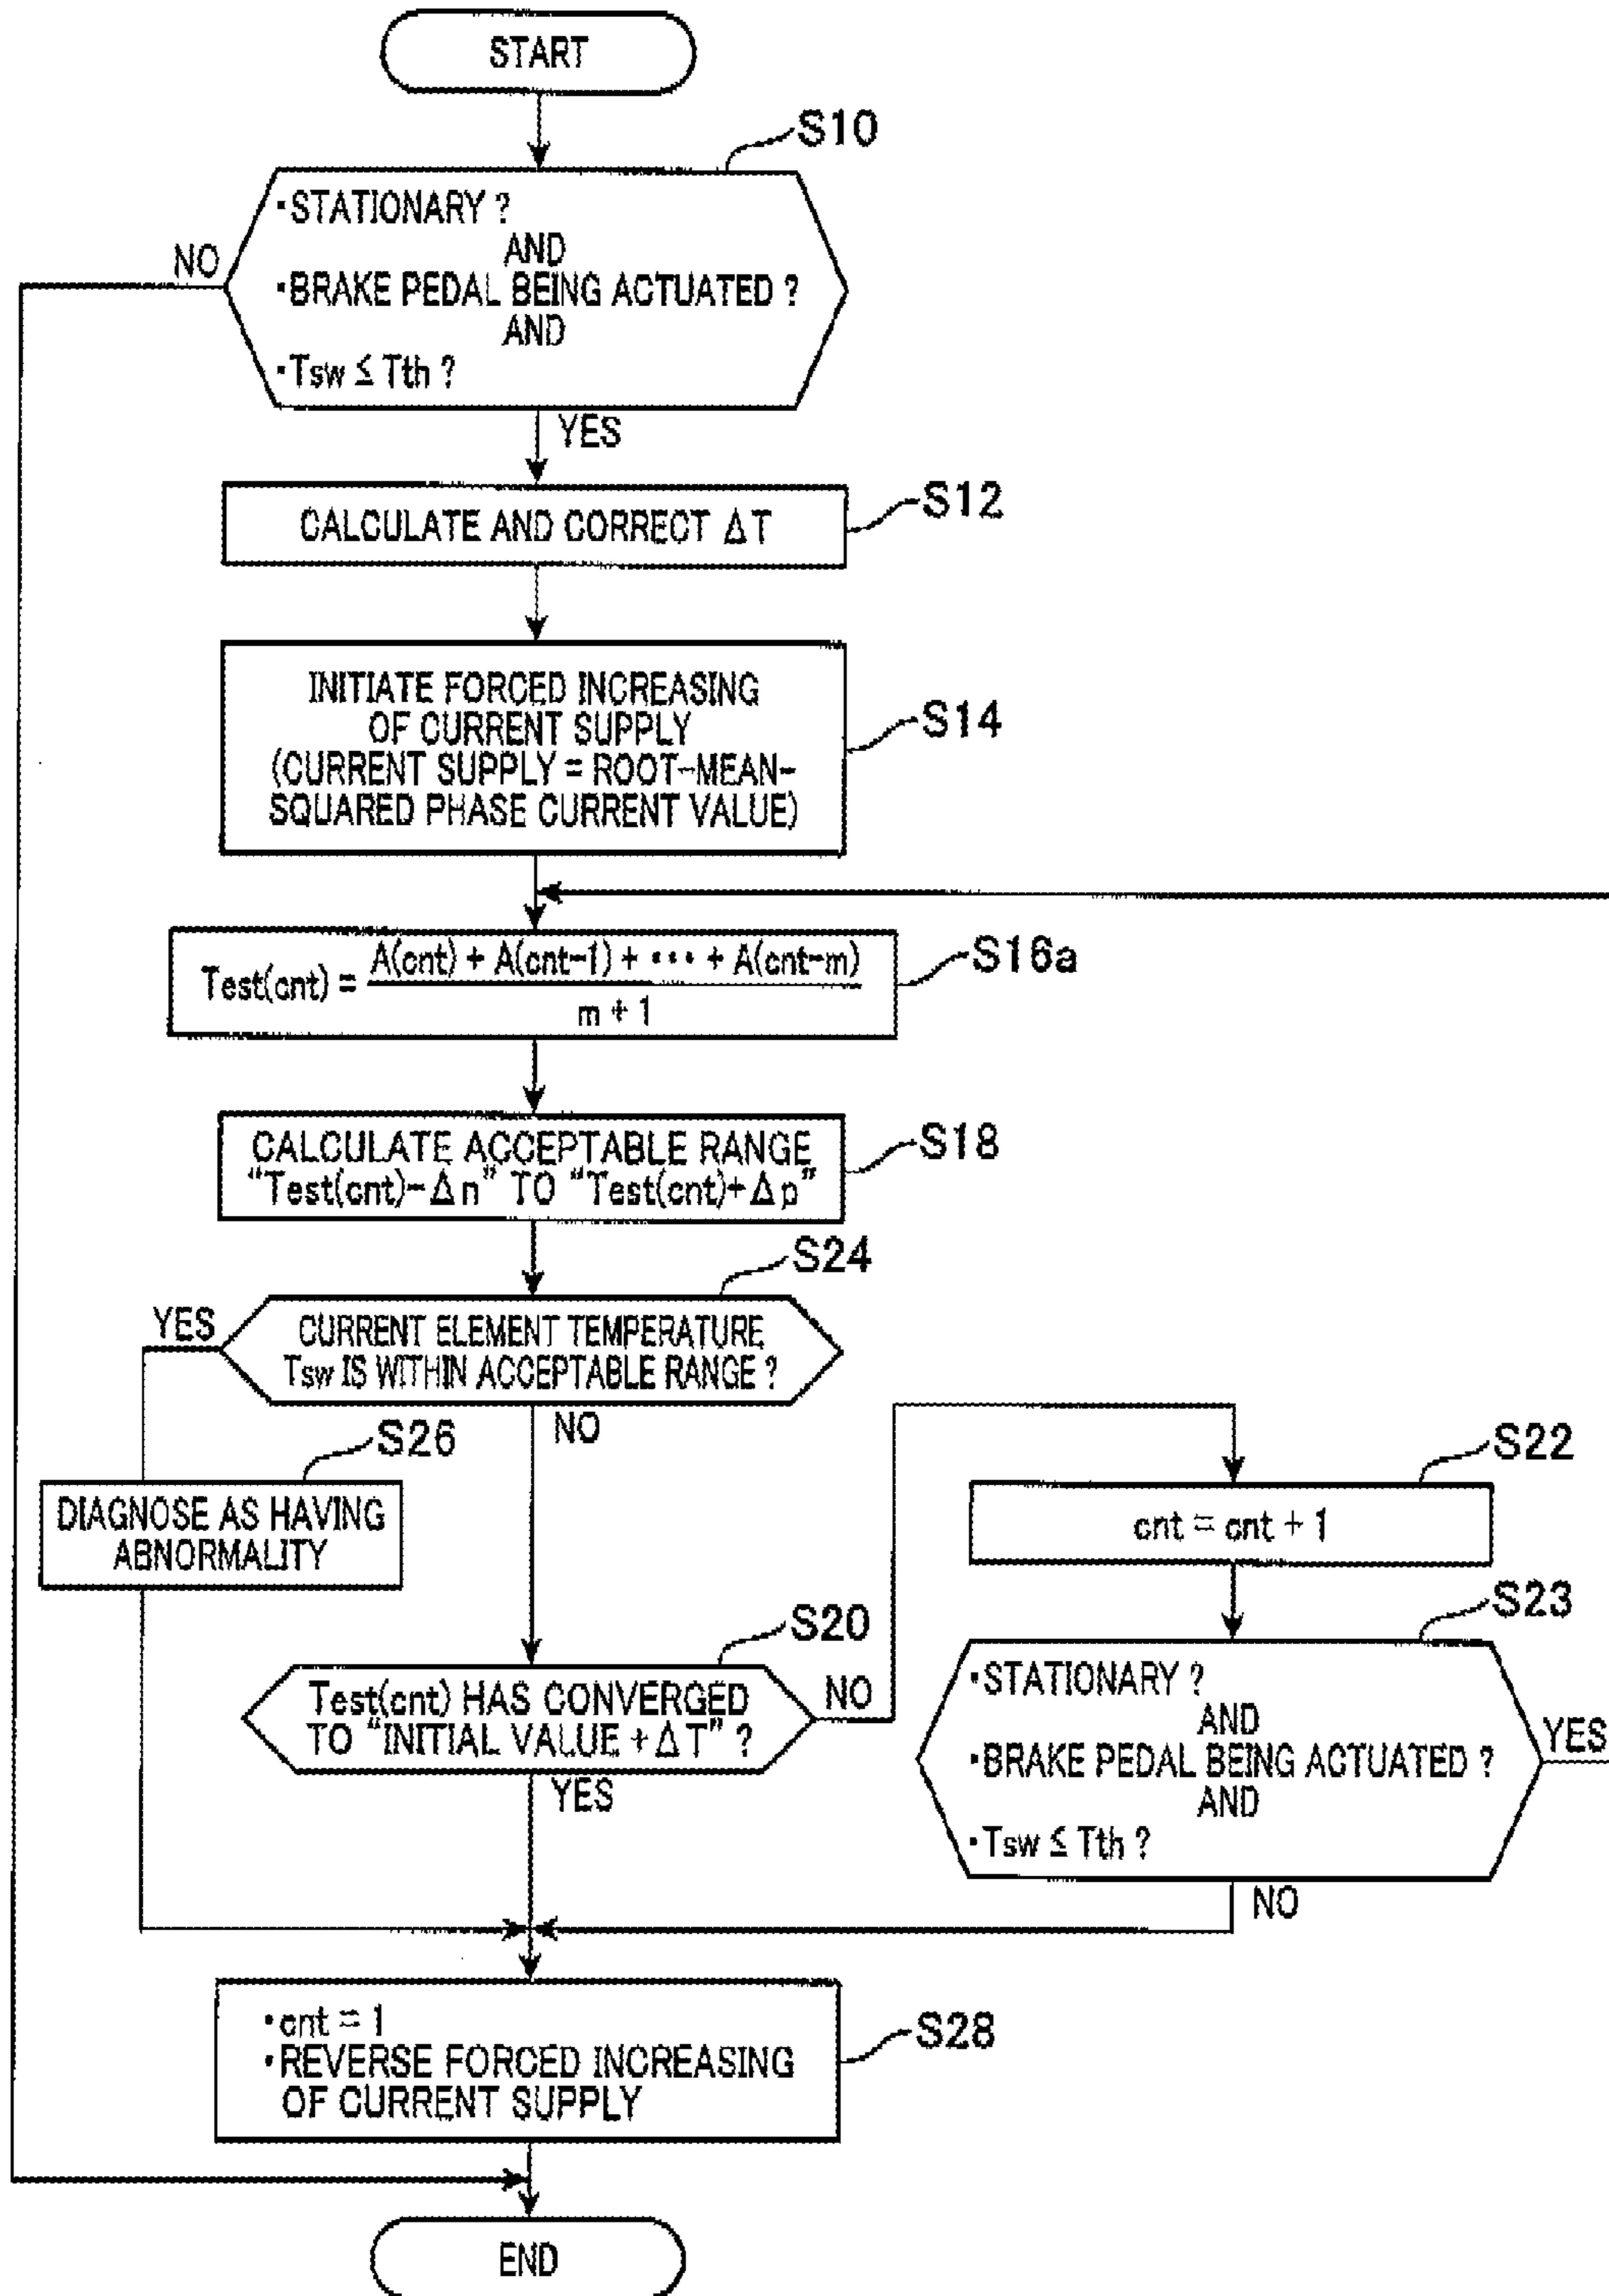 START
S10
・STATIONARY ?
AND
・BRAKE PEDAL BEING ACTUATED ?
AND
・Tsw ≤ Tth ?
NO
YES
CALCULATE AND CORRECT ΔT
S12
INITIATE FORCED INCREASING
OF CURRENT SUPPLY
(CURRENT SUPPLY = ROOT-MEAN-
SQUARED PHASE CURRENT VALUE)
S14
Test(cnt) = A(cnt) + A(cnt-1) + ··· + A(cnt-m)
m + 1
S16a
CALCULATE ACCEPTABLE RANGE
"Test(cnt)-Δn" TO "Test(cnt)+Δp"
S18
S24
CURRENT ELEMENT TEMPERATURE
Tsw IS WITHIN ACCEPTABLE RANGE ?
YES
NO
S26
DIAGNOSE AS HAVING
ABNORMALITY
S20
Test(cnt) HAS CONVERGED
TO "INITIAL VALUE + ΔT" ?
NO
YES
S22
cnt = cnt + 1
S23
・STATIONARY ?
AND
・BRAKE PEDAL BEING ACTUATED ?
AND
・Tsw ≤ Tth ?
YES
NO
・cnt = 1
・REVERSE FORCED INCREASING
OF CURRENT SUPPLY
S28
END